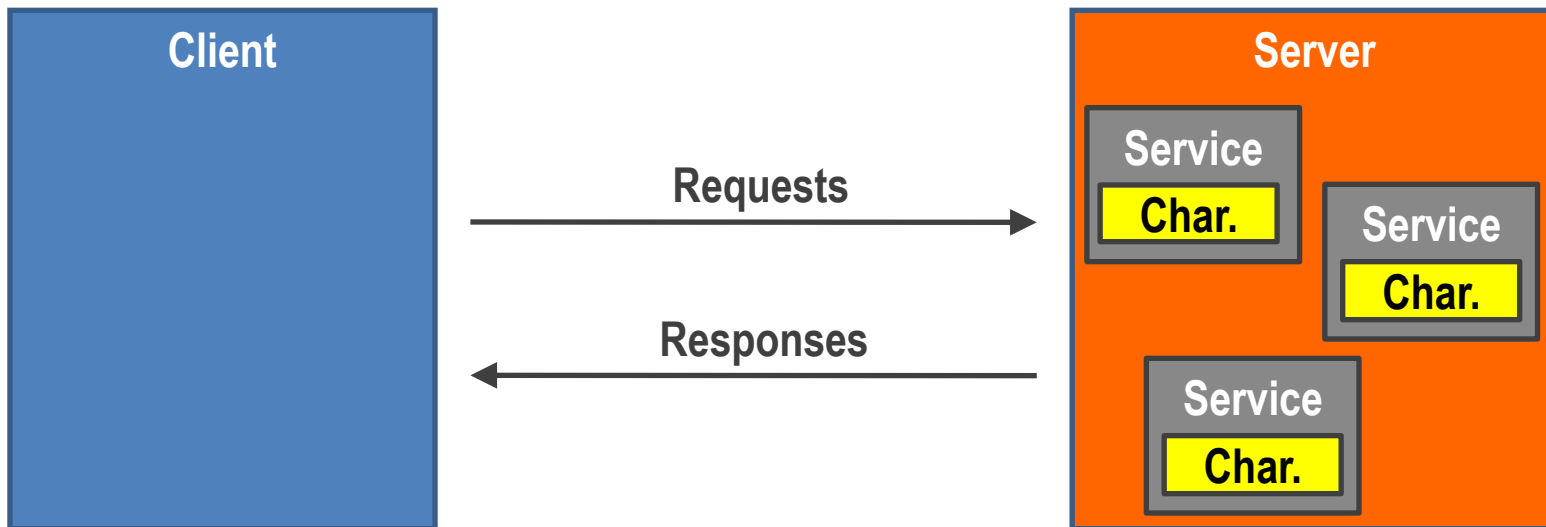 Client
Requests
Responses
Server
Service
Char.
Service
Char.
Service
Char.